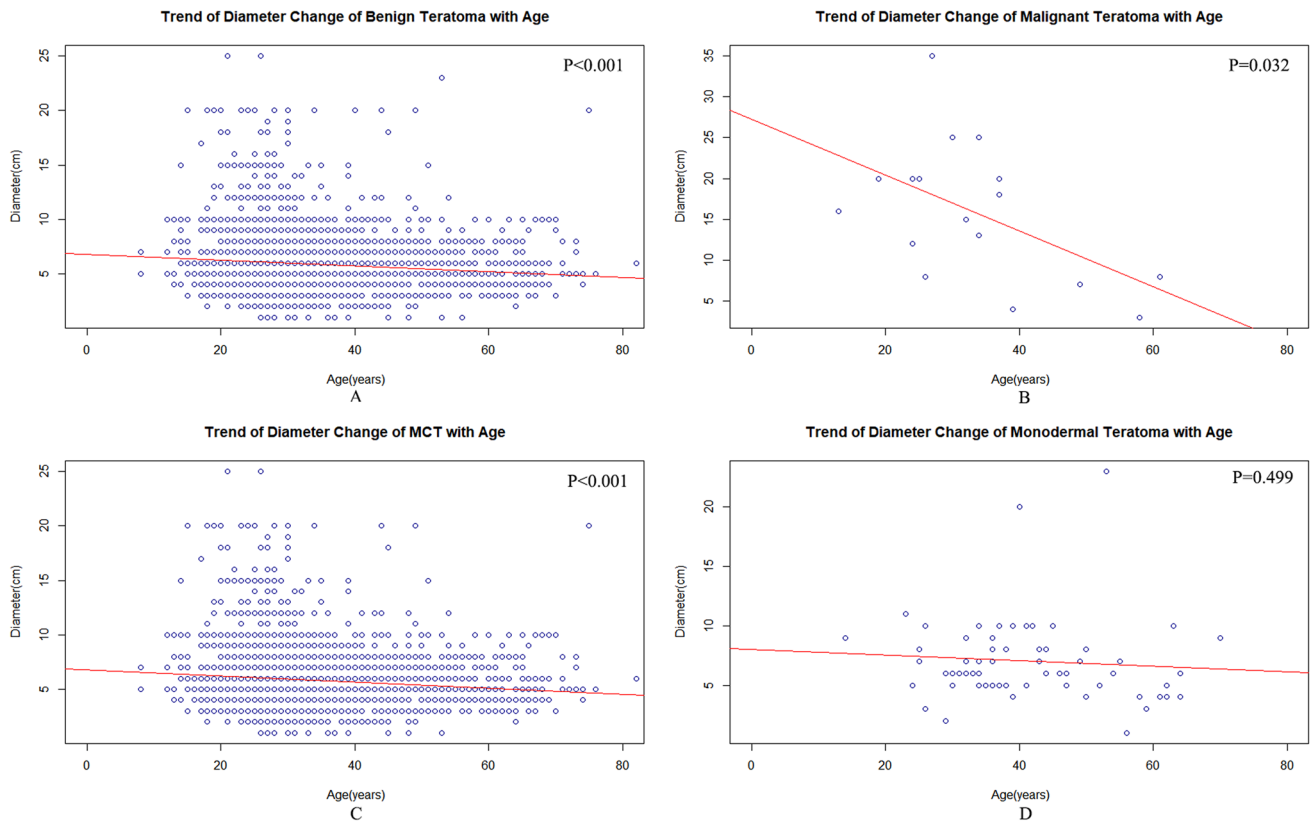 Trend of Diameter Change of Benign Teratoma with Age
P<0.001
Diameter(cm)
25
20
15
10
5
0 20 40 60 80
Age(years)
A
Trend of Diameter Change of Malignant Teratoma with Age
P=0.032
Diameter(cm)
35
30
25
20
15
10
5
0 20 40 60 80
Age(years)
B
Trend of Diameter Change of MCT with Age
P<0.001
Diameter(cm)
25
20
15
10
5
0 20 40 60 80
Age(years)
C
Trend of Diameter Change of Monodermal Teratoma with Age
P=0.499
Diameter(cm)
20
15
10
5
0 20 40 60 80
Age(years)
D